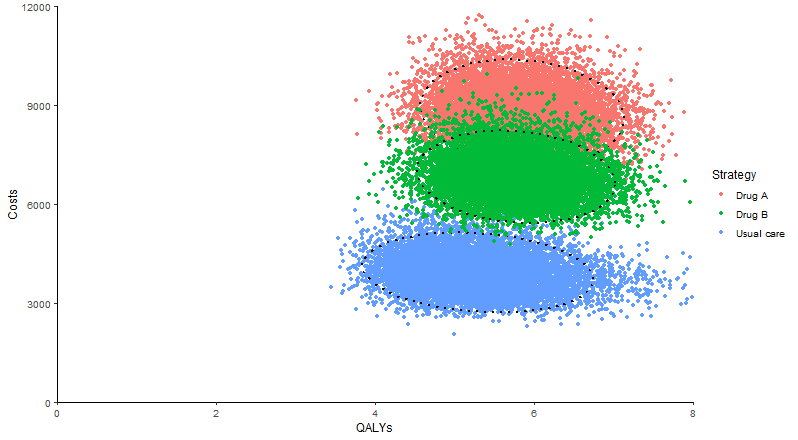 12000
9000
6000
3000
0
Costs
0
2
4
6
8
QALYs
Strategy
Drug A
Drug B
Usual care